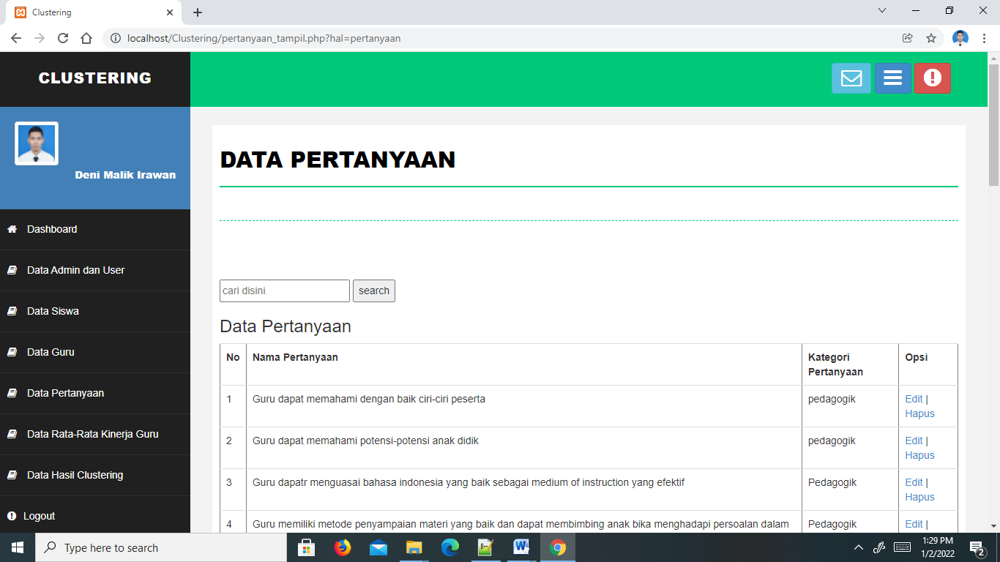 Clustering
localhost/Clustering/pertanyaan_tampil.php?hal=pertanyaan
CLUSTERING
Deni Malik Irawan
Dashboard
Data Admin dan User
Data Siswa
Data Guru
Data Pertanyaan
Data Rata-Rata Kinerja Guru
Data Hasil Clustering
Logout
DATA PERTANYAAN
cari disini search
Data Pertanyaan
No Nama Pertanyaan Kategori Pertanyaan Opsi
1 Guru dapat memahami dengan baik ciri-ciri peserta pedagogik Edit | Hapus
2 Guru dapat memahami potensi-potensi anak didik pedagogik Edit | Hapus
3 Guru dapatr menguasai bahasa indonesia yang baik sebagai medium of instruction yang efektif Pedagogik Edit | Hapus
4 Guru memiliki metode penyampaian materi yang baik dan dapat membimbing anak bika menghadapi persoalan dalam Pedagogik Edit |
Type here to search
1:29 PM
1/2/2022
2